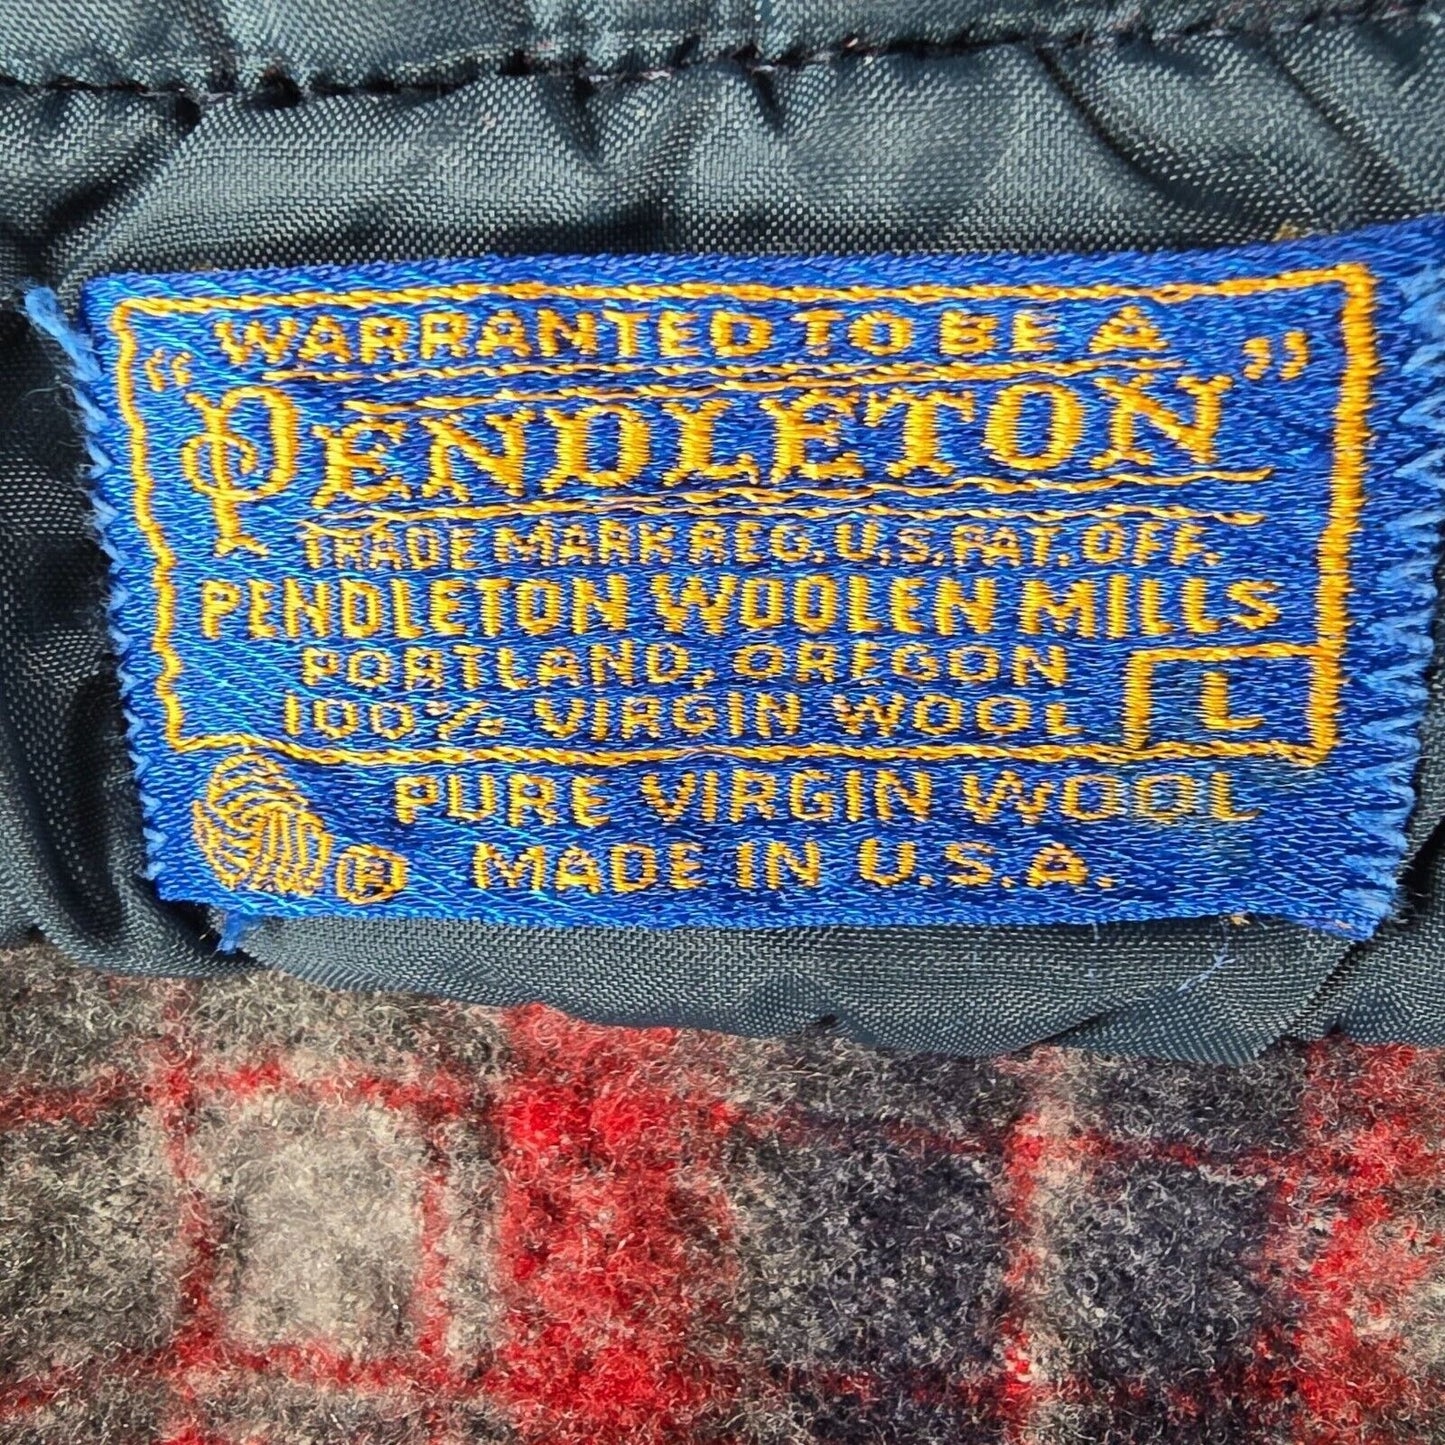 "WARRANTED TO BE A
PENDLETON"
TRADE MARK REG. U.S. PAT. OFF.
PENDLETON WOOLEN MILLS
PORTLAND, OREGON
100% VIRGIN WOOL
L
PURE VIRGIN WOOL
R MADE IN U.S.A.